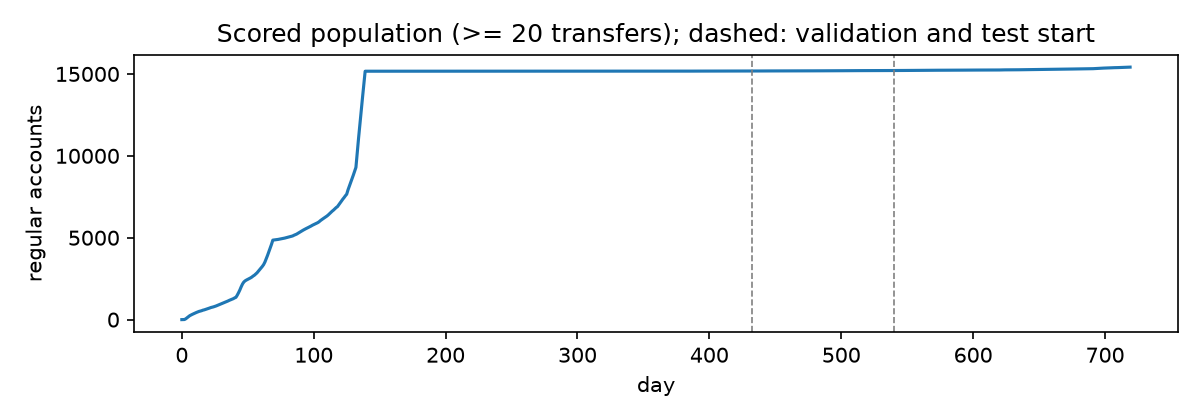 Scored population (>= 20 transfers); dashed: validation and test start
regular accounts
15000
10000
5000
0
0 100 200 300 400 500 600 700
day